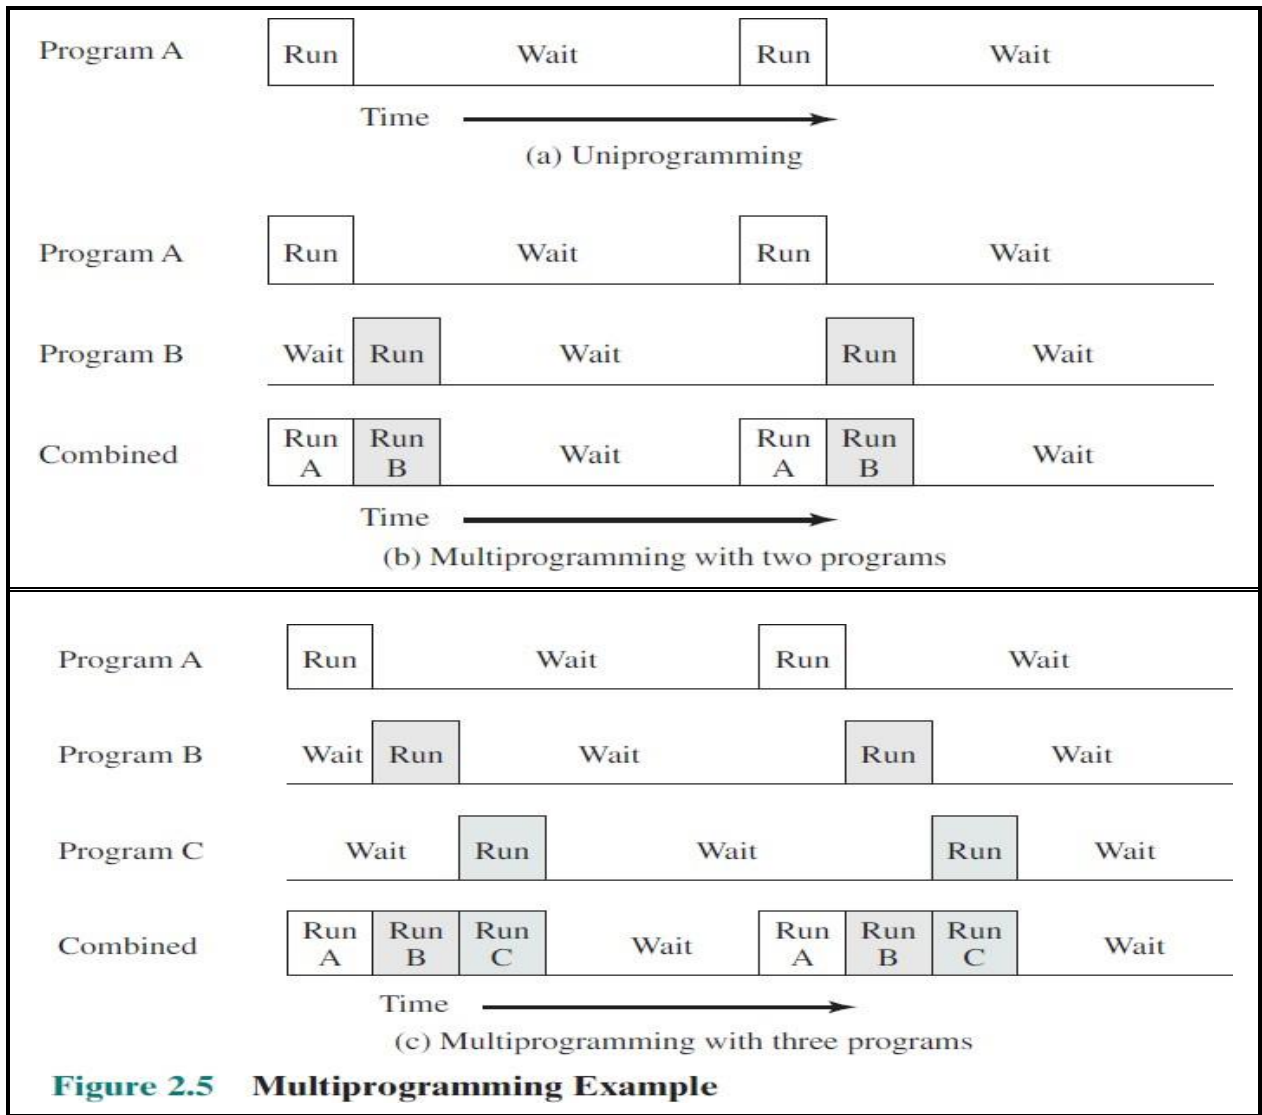 Program A Run Wait Run Wait
Time
(a) Uniprogramming
Program A Run Wait Run Wait
Program B Wait Run Wait Run Wait
Combined Run A Run B Wait Run A Run B Wait
Time
(b) Multiprogramming with two programs
Program A Run Wait Run Wait
Program B Wait Run Wait Run Wait
Program C Wait Run Wait Run Wait
Combined Run A Run B Run C Wait Run A Run B Run C Wait
Time
(c) Multiprogramming with three programs
Figure 2.5 Multiprogramming Example